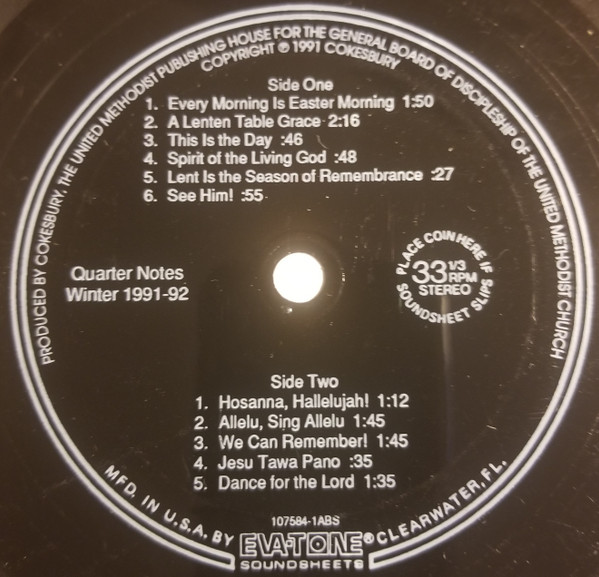 PRODUCED BY COKESBURY, THE UNITED METHODIST PUBLISHING HOUSE FOR THE GENERAL BOARD OF DISCIPLESHIP OF THE UNITED METHODIST CHURCH
COPYRIGHT ℗ 1991 COKESBURY
Side One
1. Every Morning Is Easter Morning 1:50
2. A Lenten Table Grace 2:16
3. This Is the Day :46
4. Spirit of the Living God :48
5. Lent Is the Season of Remembrance :27
6. See Him! :55
Quarter Notes
Winter 1991-92
PLACE COIN HERE IF
33 1/3
RPM
STEREO
SOUNDSHEET SLIPS
Side Two
1. Hosanna, Hallelujah! 1:12
2. Allelu, Sing Allelu 1:45
3. We Can Remember! 1:45
4. Jesu Tawa Pano :35
5. Dance for the Lord 1:35
107584-1ABS
MFD. IN U.S.A. BY EVA-TONE® CLEARWATER, FL.
SOUNDSHEETS